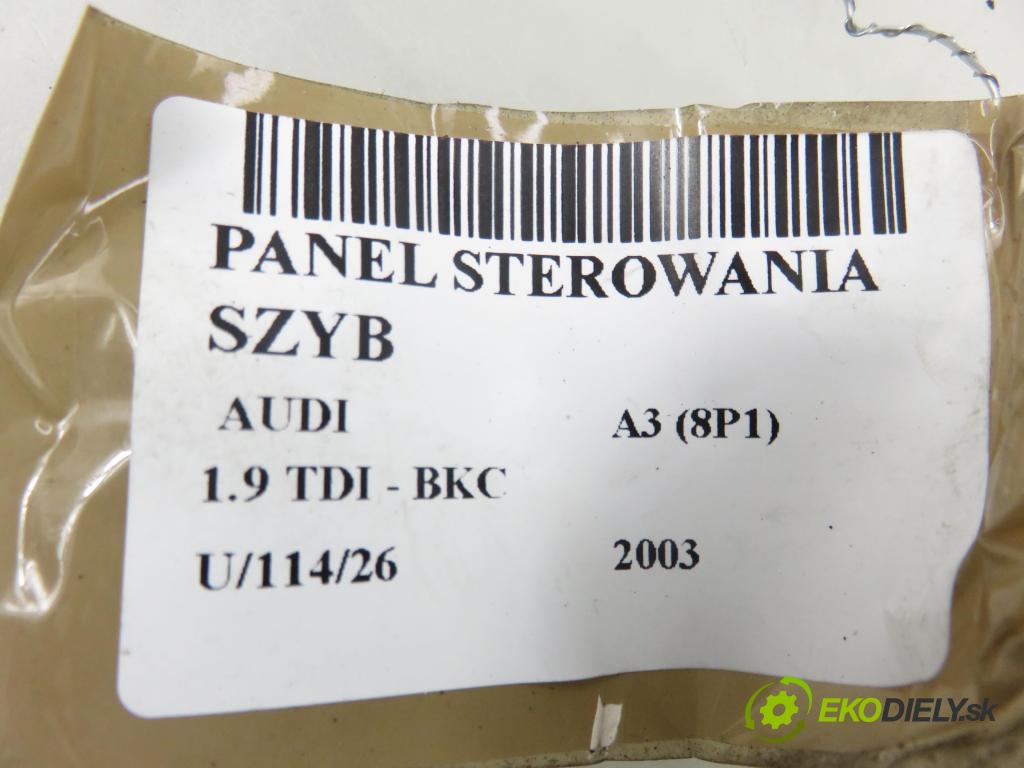 PANEL STEROWANIA
SZYB
AUDI A3 (8P1)
1.9 TDI - BKC
U/114/26 2003
EKODIELY.sk